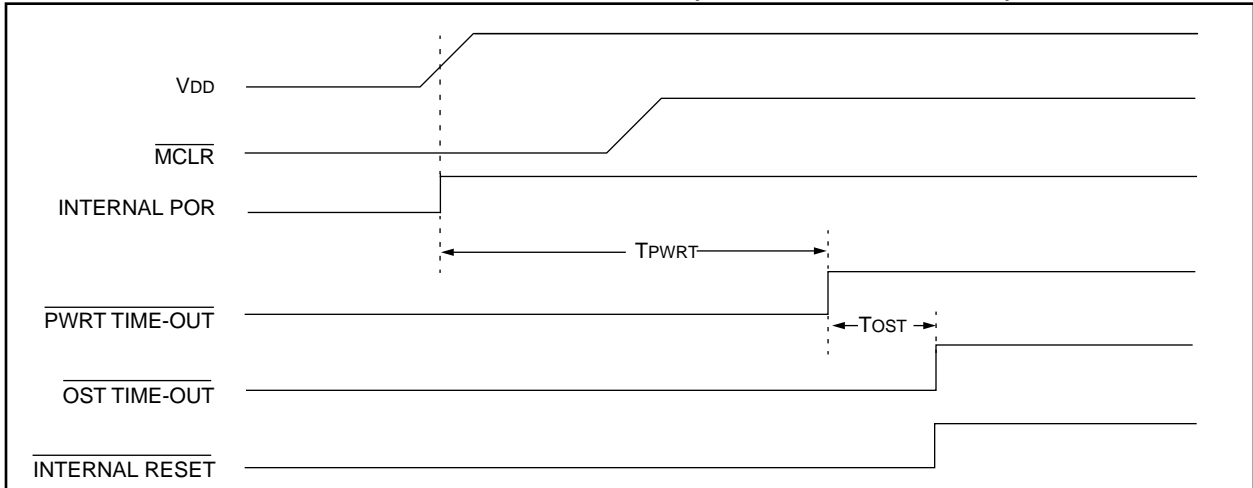 VDD
MCLR
INTERNAL POR
TPWRT
PWRT TIME-OUT
TOST
OST TIME-OUT
INTERNAL RESET